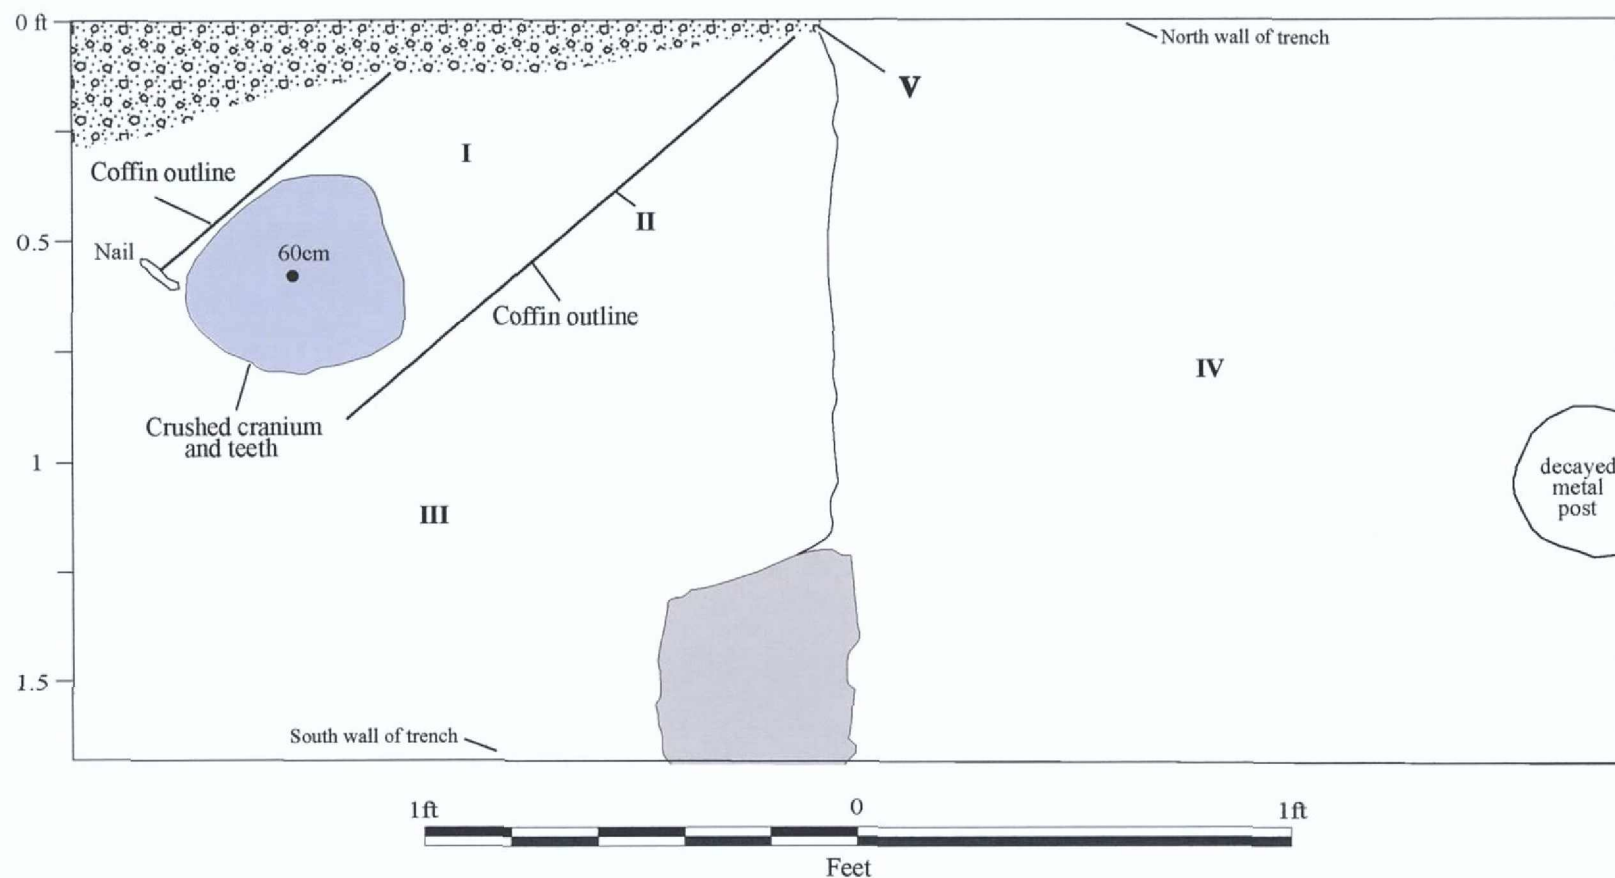 0 ft
North wall of trench
V
I
Coffin outline
II
0.5
Nail
60cm
Coffin outline
IV
Crushed cranium
and teeth
1
decayed
metal
post
III
1.5
South wall of trench
1ft
0
1ft
Feet